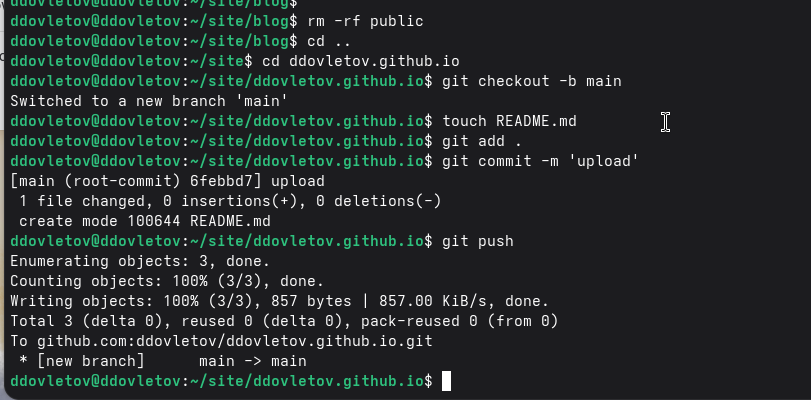 ddovletov@ddovletov:~/site/blog$
ddovletov@ddovletov:~/site/blog$ rm -rf public
ddovletov@ddovletov:~/site/blog$ cd ..
ddovletov@ddovletov:~/site$ cd ddovletov.github.io
ddovletov@ddovletov:~/site/ddovletov.github.io$ git checkout -b main
Switched to a new branch 'main'
ddovletov@ddovletov:~/site/ddovletov.github.io$ touch README.md
ddovletov@ddovletov:~/site/ddovletov.github.io$ git add .
ddovletov@ddovletov:~/site/ddovletov.github.io$ git commit -m 'upload'
[main (root-commit) 6febbd7] upload
 1 file changed, 0 insertions(+), 0 deletions(-)
 create mode 100644 README.md
ddovletov@ddovletov:~/site/ddovletov.github.io$ git push
Enumerating objects: 3, done.
Counting objects: 100% (3/3), done.
Writing objects: 100% (3/3), 857 bytes | 857.00 KiB/s, done.
Total 3 (delta 0), reused 0 (delta 0), pack-reused 0 (from 0)
To github.com:ddovletov/ddovletov.github.io.git
 * [new branch]      main -> main
ddovletov@ddovletov:~/site/ddovletov.github.io$